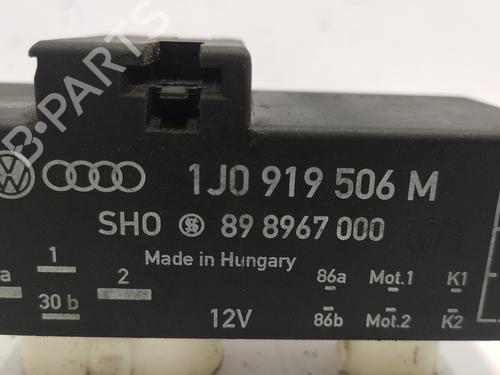 1J0 919 506 M
SHO 89 8967 000
Made in Hungary
a 1 2 86a Mot.1 K1
30 b 12V 86b Mot.2 K2
B-PARTS